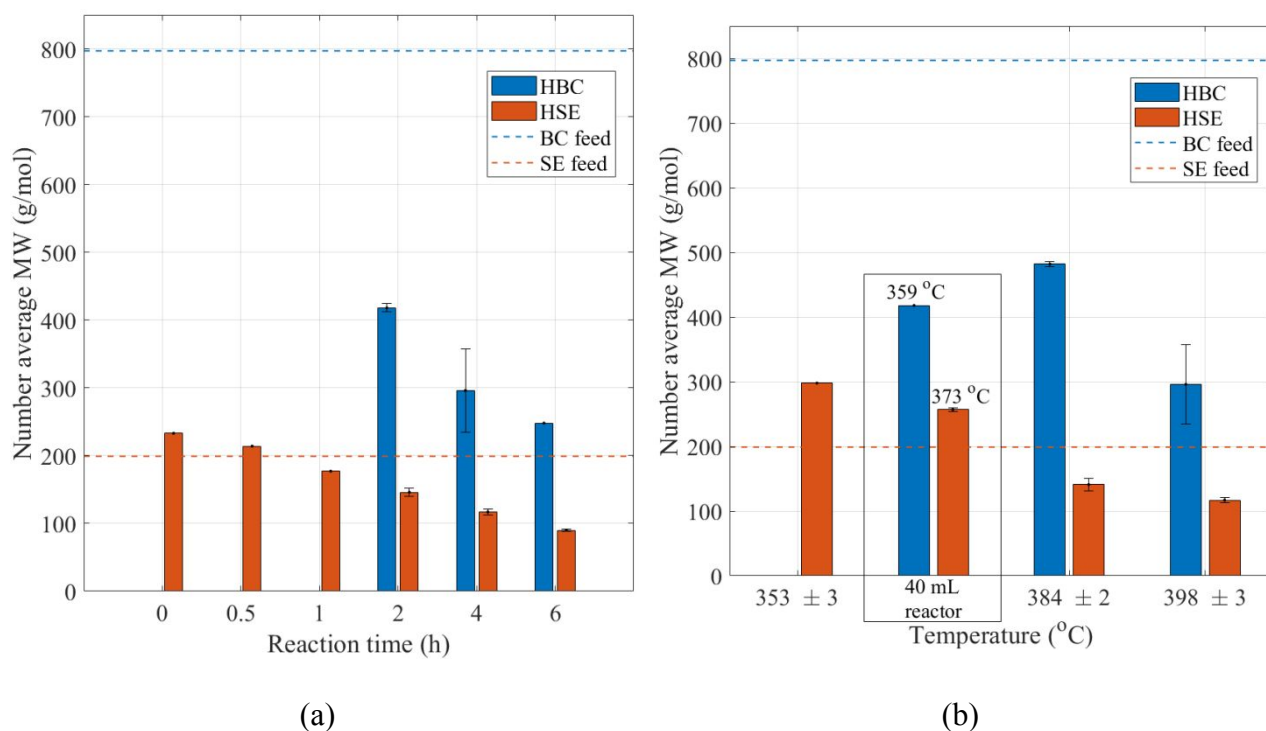 Number average MW (g/mol)
800
700
600
500
400
300
200
100
0
HBC
HSE
BC feed
SE feed
0 0.5 1 2 4 6
Reaction time (h)
(a)
Number average MW (g/mol)
800
700
600
500
400
300
200
100
0
HBC
HSE
BC feed
SE feed
359 °C
373 °C
353 ± 3 40 mL 384 ± 2 398 ± 3
reactor
Temperature (°C)
(b)